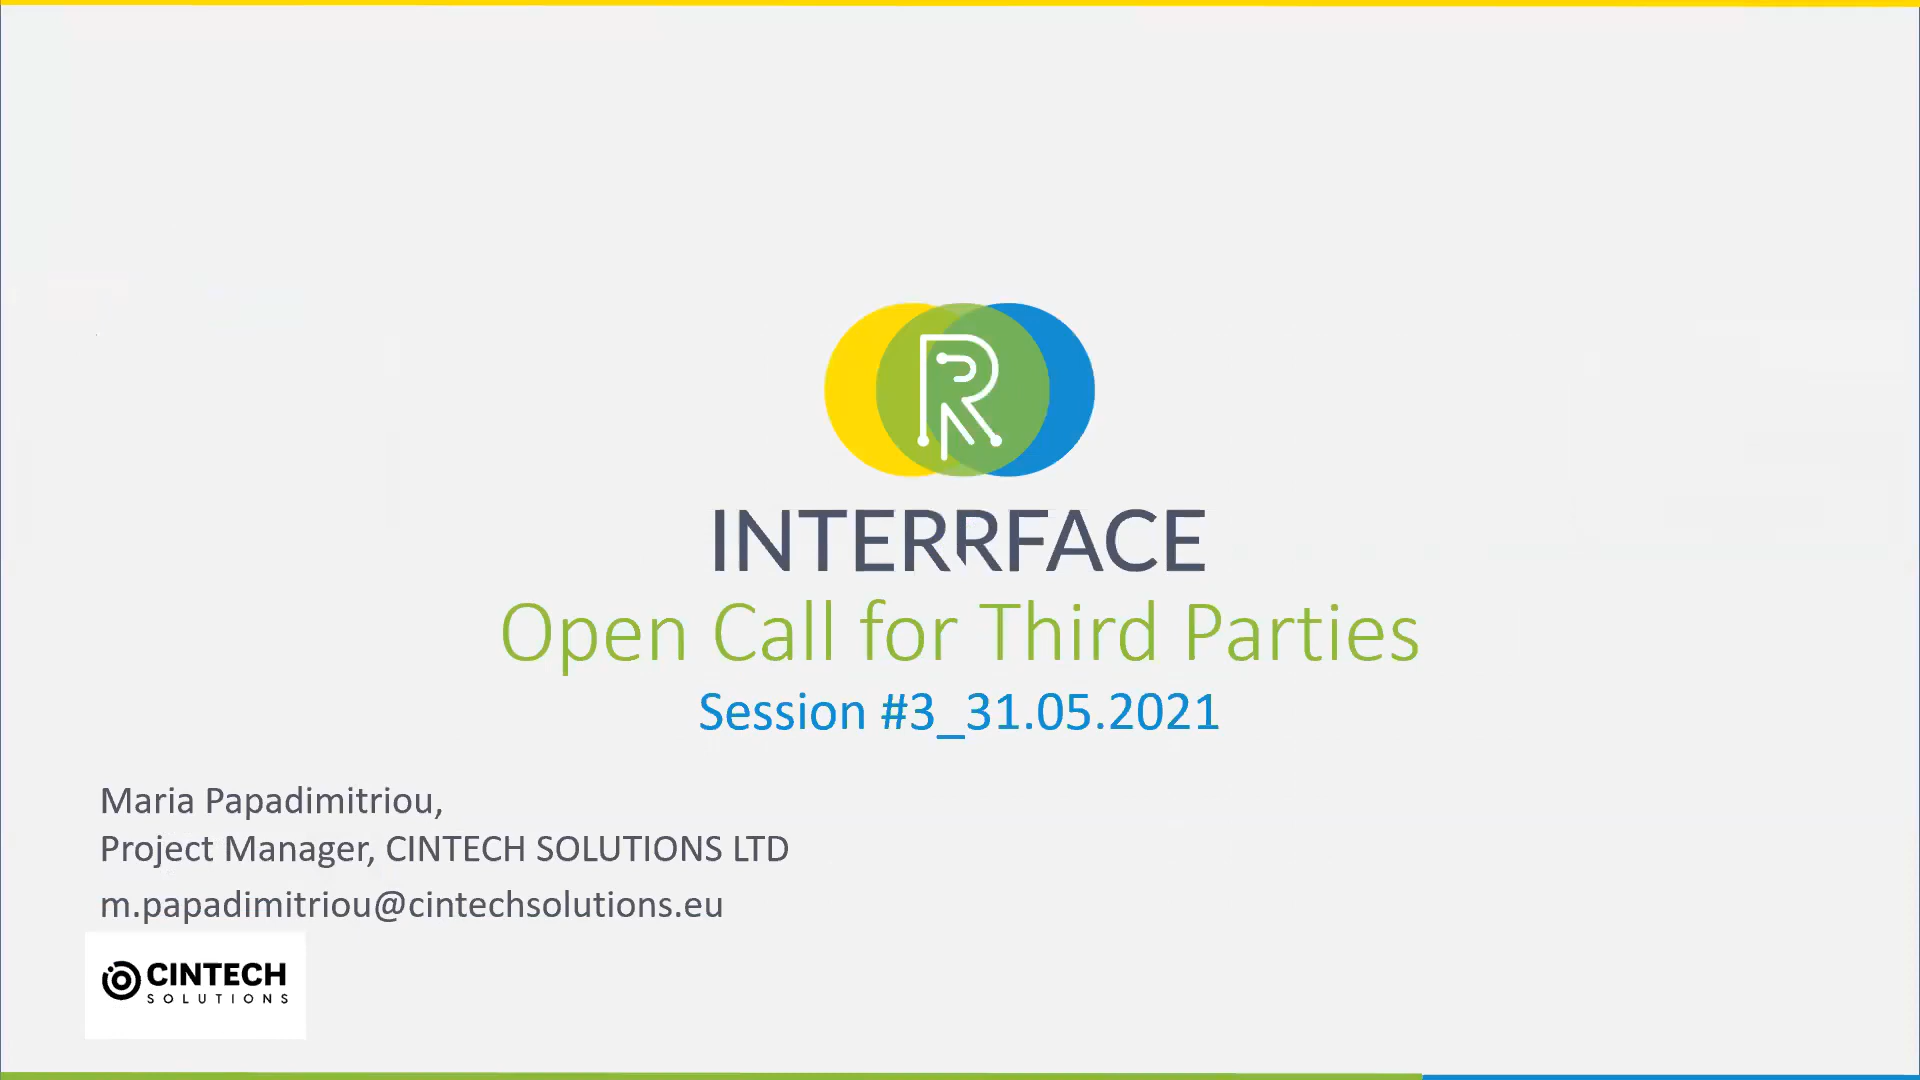 INTERRFACE
Open Call for Third Parties
Session #3_31.05.2021
Maria Papadimitriou,
Project Manager, CINTECH SOLUTIONS LTD
m.papadimitriou@cintechsolutions.eu
CINTECH
SOLUTIONS